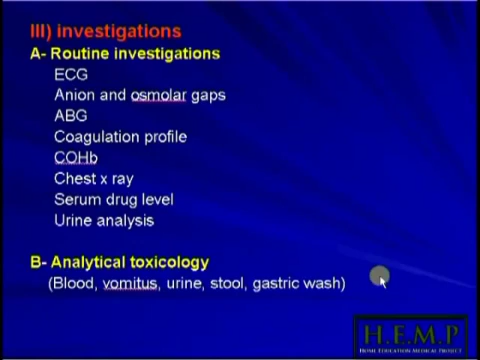 III) investigations
A- Routine investigations
ECG
Anion and osmolar gaps
ABG
Coagulation profile
COHb
Chest x ray
Serum drug level
Urine analysis
B- Analytical toxicology
(Blood, vomitus, urine, stool, gastric wash)
H.E.M.P
HOME EDUCATION MEDICAL PROJECT